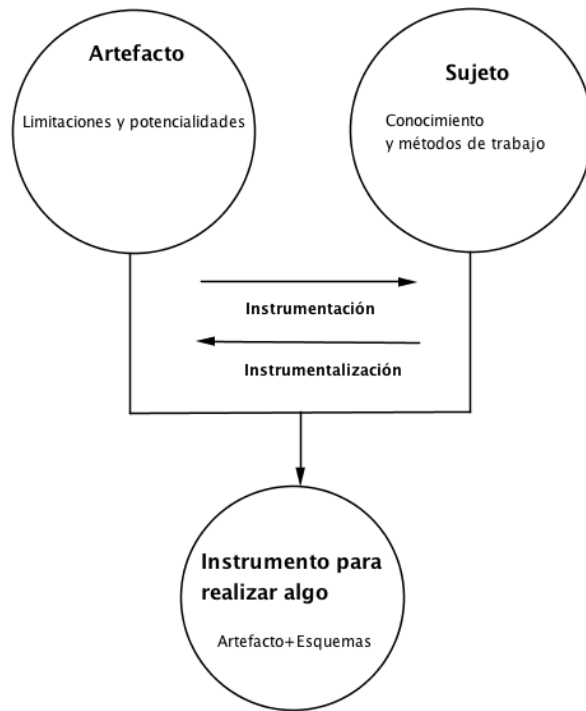 Artefacto
Limitaciones y potencialidades
Sujeto
Conocimiento
y métodos de trabajo
Instrumentación
Instrumentalización
Instrumento para
realizar algo
Artefacto+Esquemas